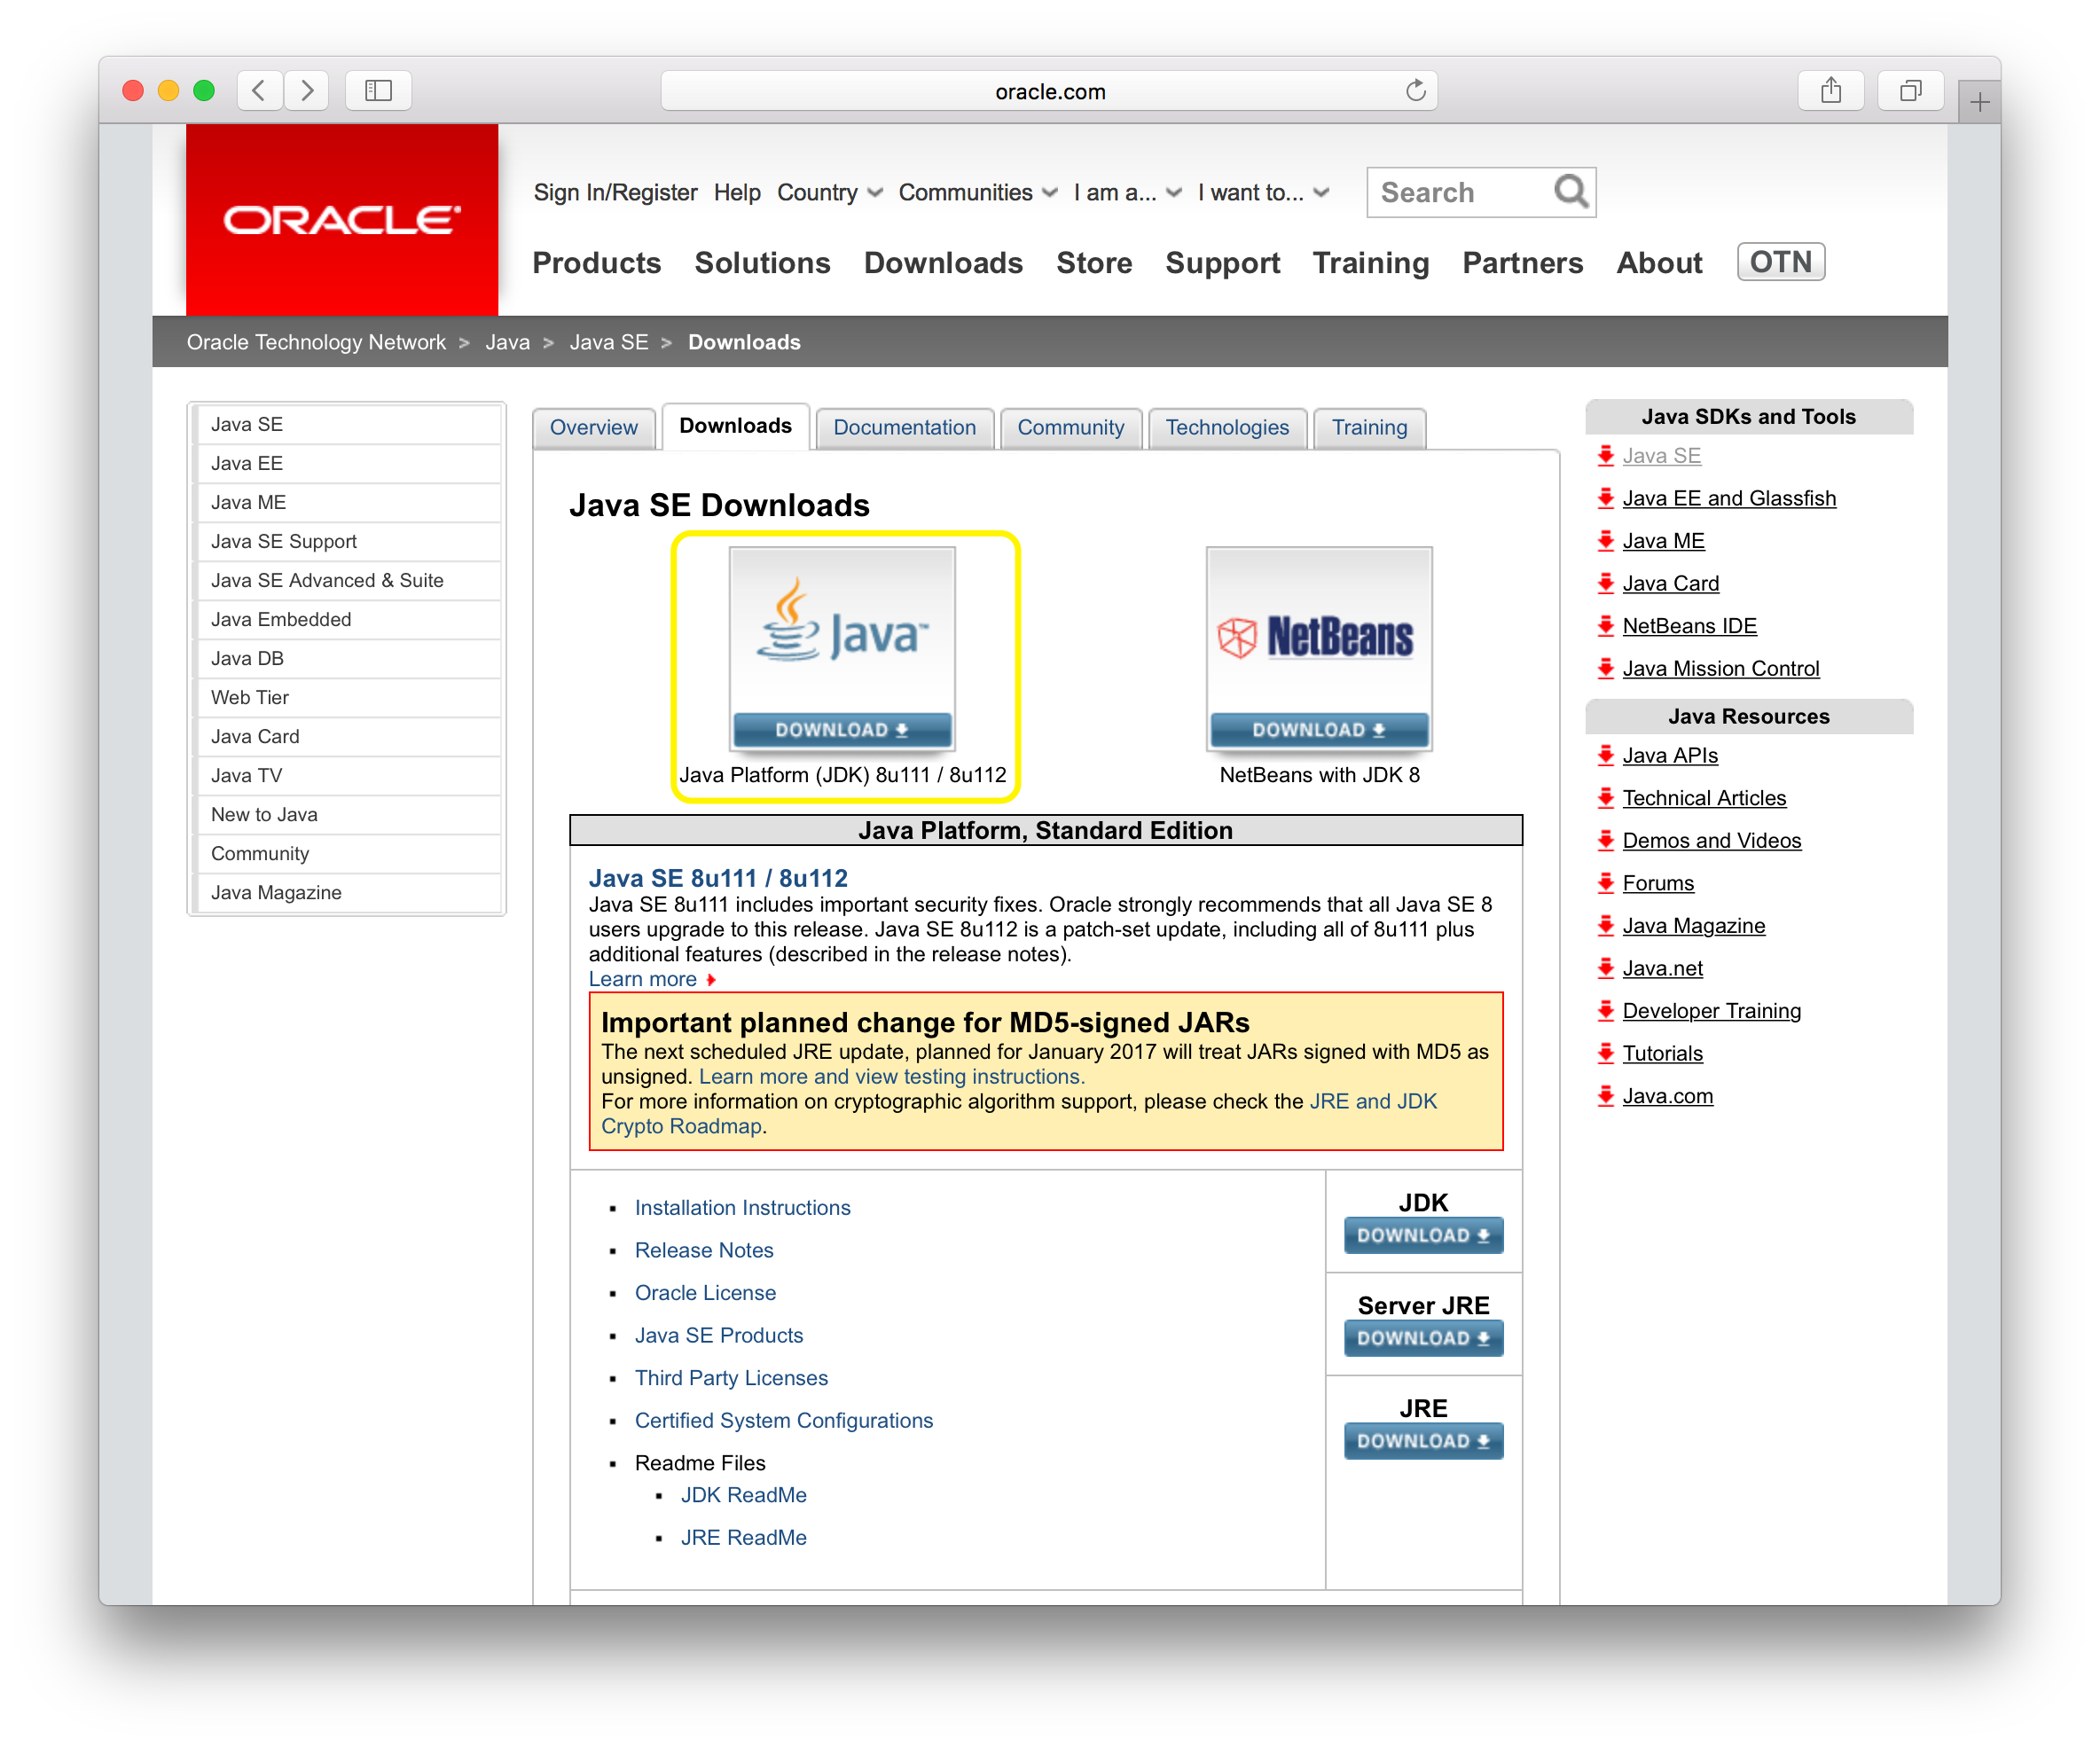 oracle.com
ORACLE
Sign In/Register Help Country Communities I am a... I want to... Search
Products Solutions Downloads Store Support Training Partners About OTN
Oracle Technology Network > Java > Java SE > Downloads
Java SE
Java EE
Java ME
Java SE Support
Java SE Advanced & Suite
Java Embedded
Java DB
Web Tier
Java Card
Java TV
New to Java
Community
Java Magazine
Overview Downloads Documentation Community Technologies Training
Java SE Downloads
Java™
DOWNLOAD
Java Platform (JDK) 8u111 / 8u112
NetBeans
DOWNLOAD
NetBeans with JDK 8
Java Platform, Standard Edition
Java SE 8u111 / 8u112
Java SE 8u111 includes important security fixes. Oracle strongly recommends that all Java SE 8
users upgrade to this release. Java SE 8u112 is a patch-set update, including all of 8u111 plus
additional features (described in the release notes).
Learn more
Important planned change for MD5-signed JARs
The next scheduled JRE update, planned for January 2017 will treat JARs signed with MD5 as
unsigned. Learn more and view testing instructions.
For more information on cryptographic algorithm support, please check the JRE and JDK
Crypto Roadmap.
Installation Instructions
Release Notes
Oracle License
Java SE Products
Third Party Licenses
Certified System Configurations
Readme Files
JDK ReadMe
JRE ReadMe
JDK
DOWNLOAD
Server JRE
DOWNLOAD
JRE
DOWNLOAD
Java SDKs and Tools
Java SE
Java EE and Glassfish
Java ME
Java Card
NetBeans IDE
Java Mission Control
Java Resources
Java APIs
Technical Articles
Demos and Videos
Forums
Java Magazine
Java.net
Developer Training
Tutorials
Java.com